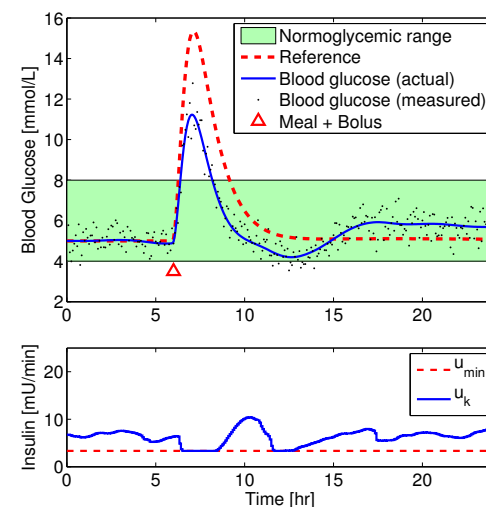 16
14
12
10
8
6
4
2
Blood Glucose [mmol/L]
Normoglycemic range
Reference
Blood glucose (actual)
Blood glucose (measured)
Meal + Bolus
0 5 10 15 20
20
10
0
Insulin [mU/min]
u_min
u_k
0 5 10 15 20
Time [hr]